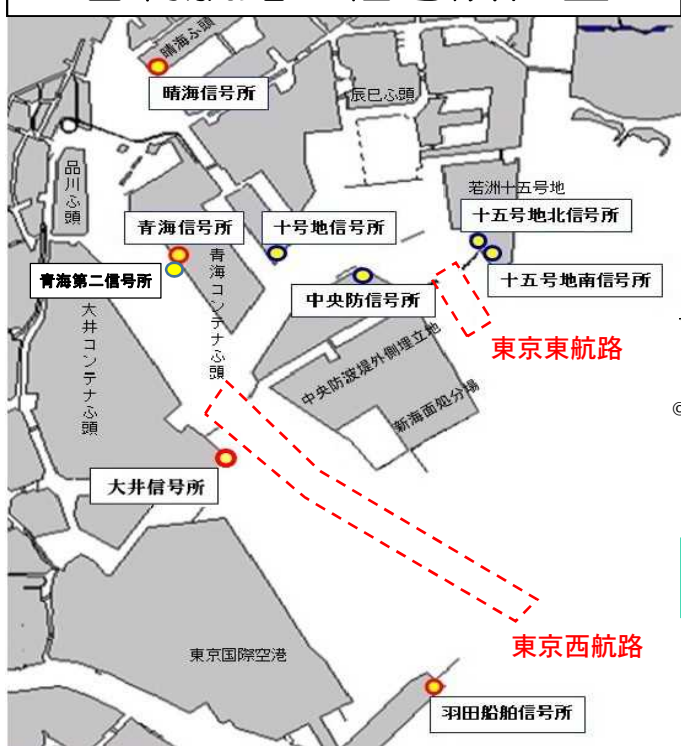 晴海ふ頭
晴海信号所
辰巳ふ頭
品川ふ頭
若洲十五号地
青海信号所
十号地信号所
十五号地北信号所
青海第二信号所
青海コンテナふ頭
中央防信号所
十五号地南信号所
大井コンテナふ頭
東京東航路
中央防波堤外側埋立地
新海面処分場
©
大井信号所
東京国際空港
東京西航路
羽田船舶信号所